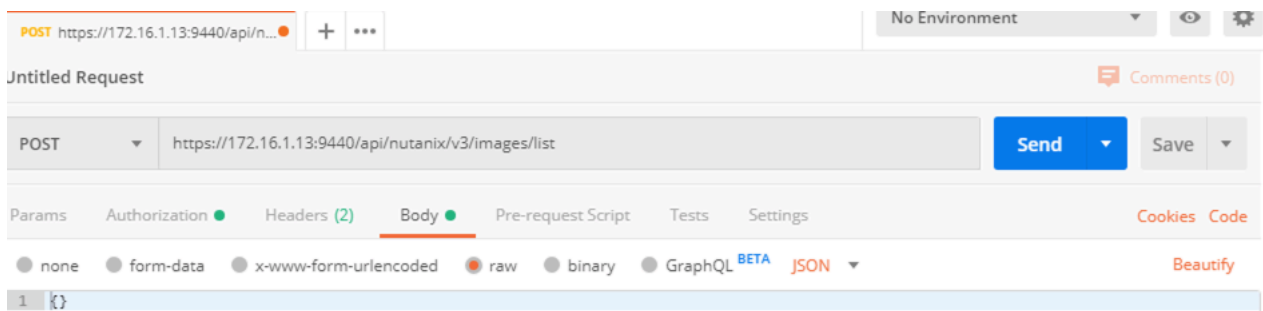 POST https://172.16.1.13:9440/api/n... + ••• No Environment
Untitled Request Comments (0)
POST https://172.16.1.13:9440/api/nutanix/v3/images/list Send Save
Params Authorization Headers (2) Body Pre-request Script Tests Settings Cookies Code
none form-data x-www-form-urlencoded raw binary GraphQL BETA JSON Beautify
1 {}